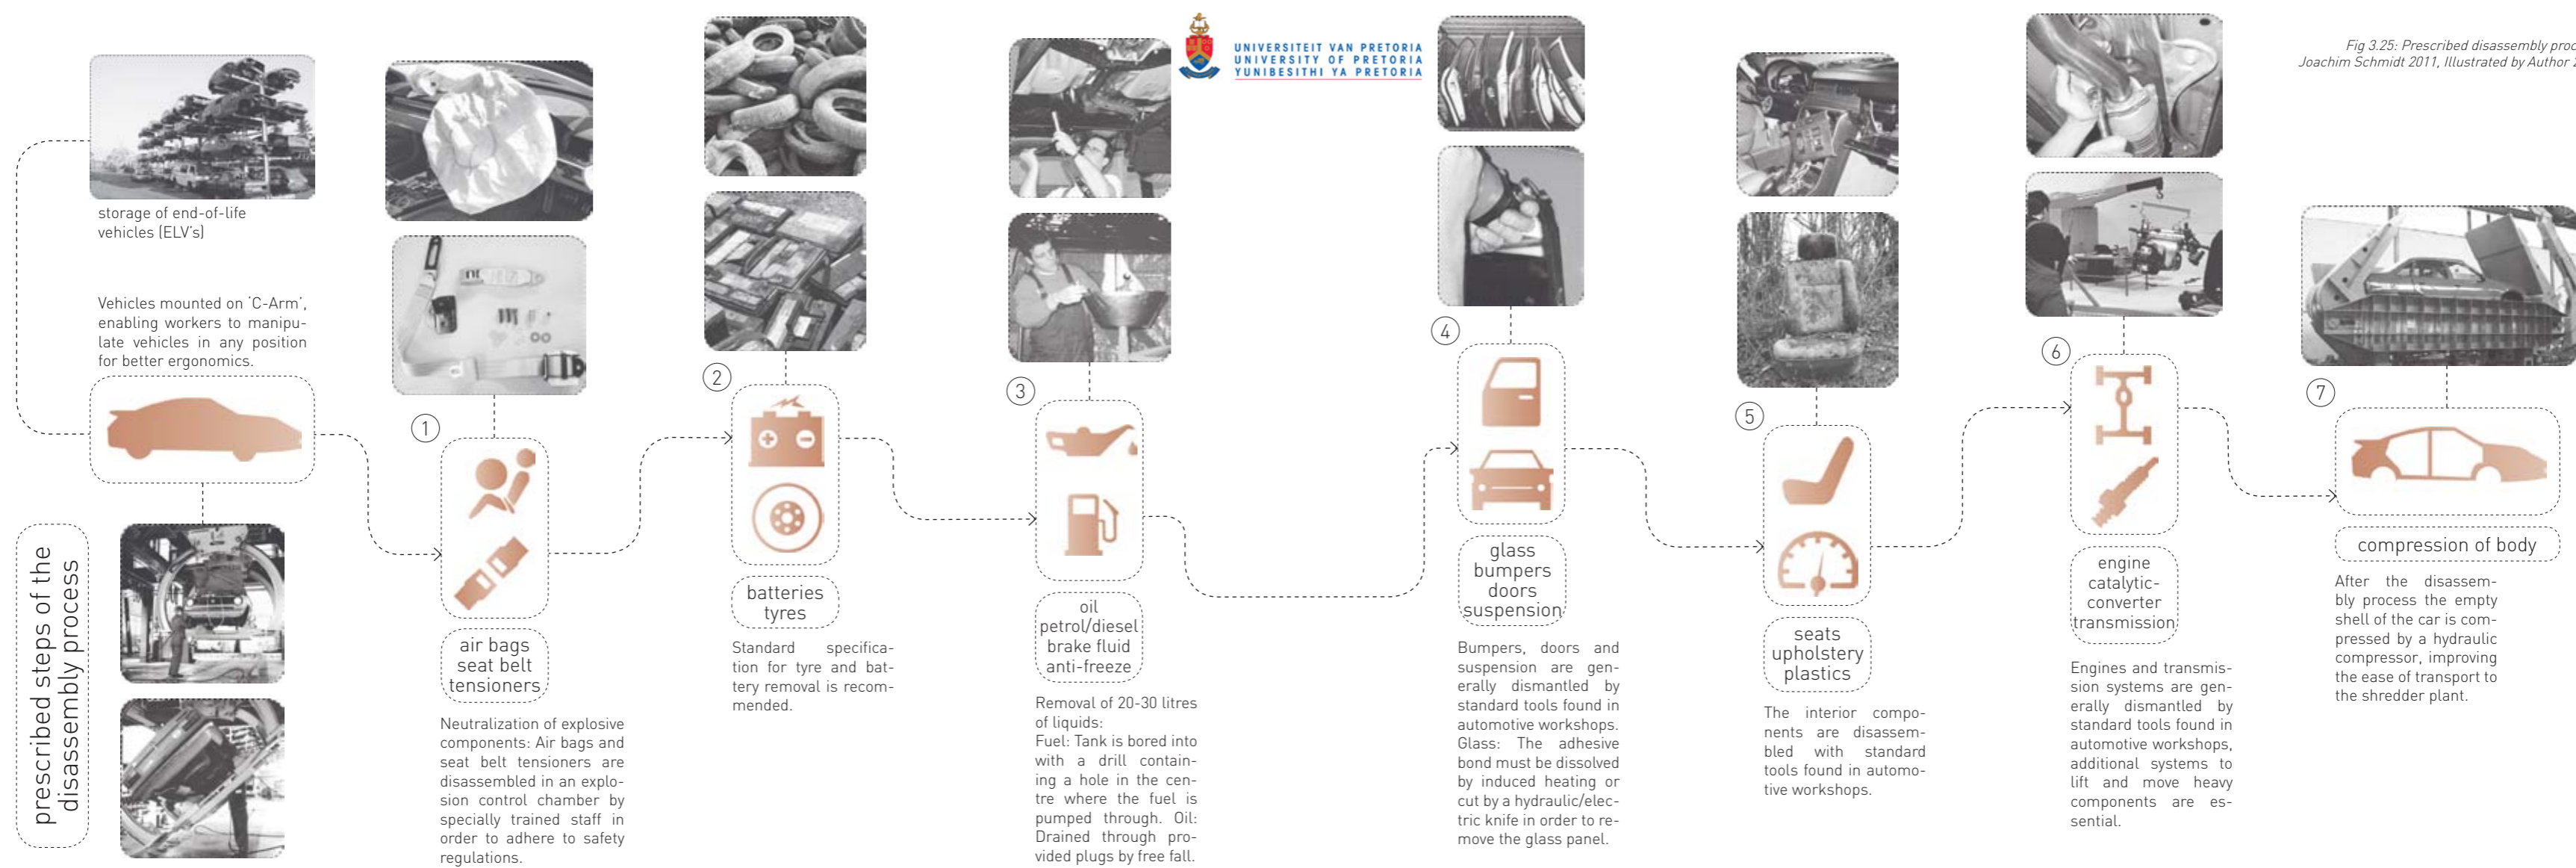 UNIVERSITEIT VAN PRETORIA
UNIVERSITY OF PRETORIA
YUNIBESITHI YA PRETORIA
Fig 3.25: Prescribed disassembly
Joachim Schmidt 2011, Illustrated by Author
prescribed steps of the
disassembly process
storage of end-of-life
vehicles (ELV's)
Vehicles mounted on 'C-Arm',
enabling workers to manipu-
late vehicles in any position
for better ergonomics.
1
air bags
seat belt
tensioners
Neutralization of explosive
components: Air bags and
seat belt tensioners are
disassembled in an explo-
sion control chamber by
specially trained staff in
order to adhere to safety
regulations.
2
batteries
tyres
Standard specifica-
tion for tyre and bat-
tery removal is recom-
mended.
3
oil
petrol/diesel
brake fluid
anti-freeze
Removal of 20-30 litres
of liquids:
Fuel: Tank is bored into
with a drill contain-
ing a hole in the cen-
tre where the fuel is
pumped through. Oil:
Drained through pro-
vided plugs by free fall.
4
glass
bumpers
doors
suspension
Bumpers, doors and
suspension are gen-
erally dismantled by
standard tools found in
automotive workshops.
Glass: The adhesive
bond must be dissolved
by induced heating or
cut by a hydraulic/elec-
tric knife in order to re-
move the glass panel.
5
seats
upholstery
plastics
The interior compo-
nents are disassem-
bled with standard
tools found in automo-
tive workshops.
6
engine
catalytic-
converter
transmission
Engines and transmis-
sion systems are gen-
erally dismantled by
standard tools found in
automotive workshops,
additional systems to
lift and move heavy
components are es-
sential.
7
compression of body
After the disassem-
bly process the empty
shell of the car is com-
pressed by a hydraulic
compressor, improving
the ease of transport to
the shredder plant.